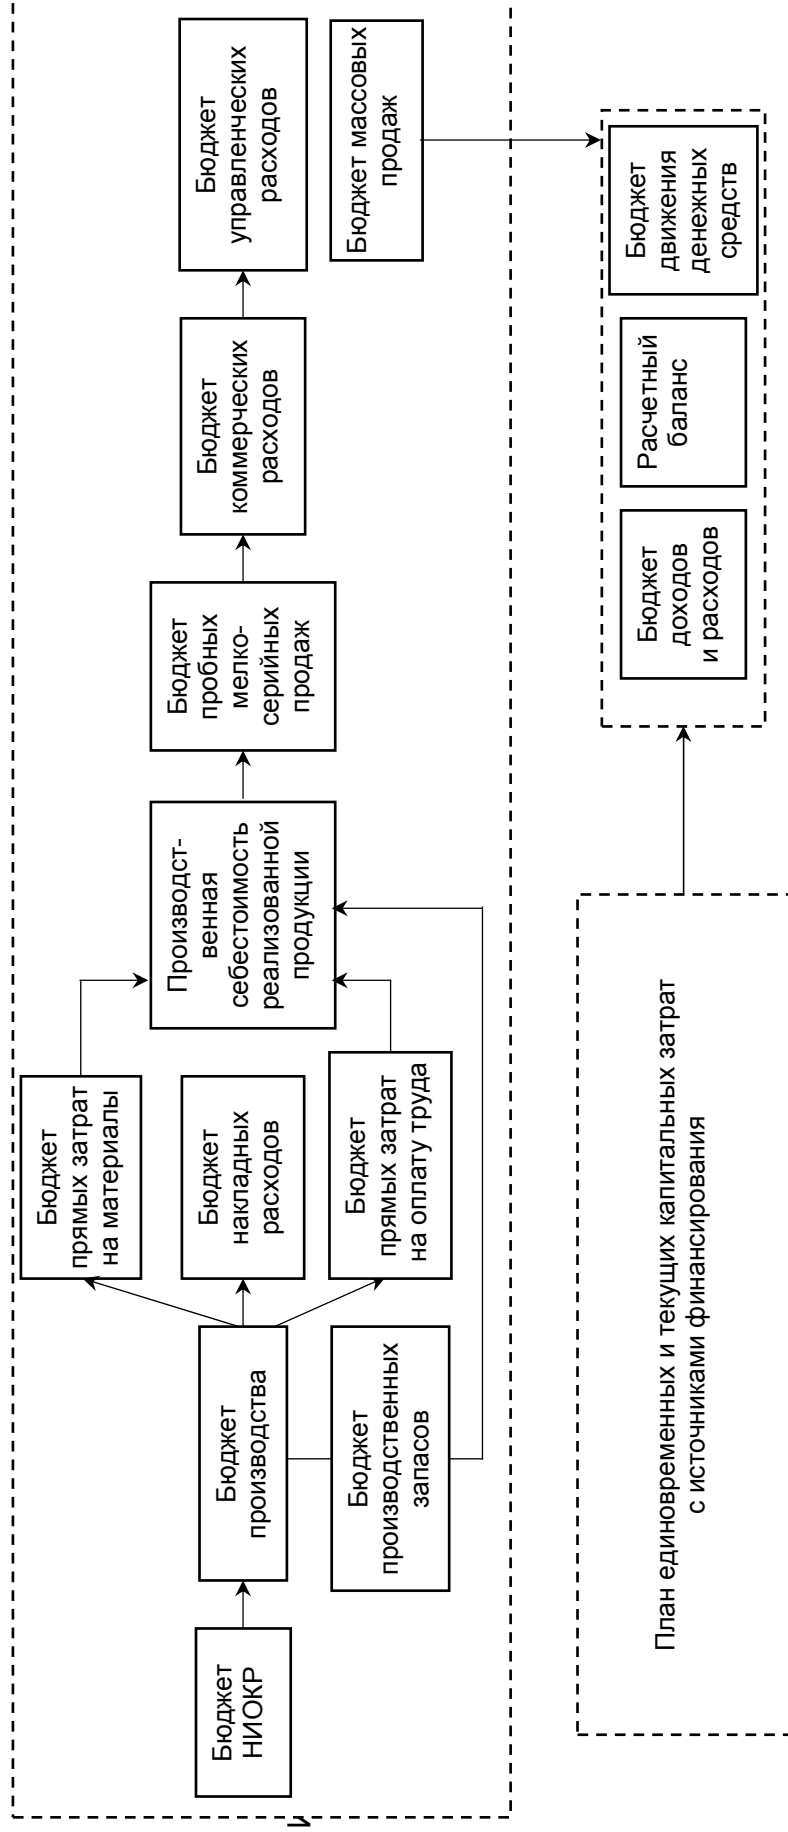 Бюджет
НИОКР
Бюджет
производства
Бюджет
производственных
запасов
Бюджет
прямых затрат
на материалы
Бюджет
накладных
расходов
Бюджет
прямых затрат
на оплату труда
Производст-
венная
себестоимость
реализованной
продукции
Бюджет
пробных
мелко-
серийных
продаж
Бюджет
коммерческих
расходов
Бюджет
управленческих
расходов
Бюджет массовых
продаж
План единовременных и текущих капитальных затрат
с источниками финансирования
Бюджет
доходов
и расходов
Расчетный
баланс
Бюджет
движения
денежных
средств